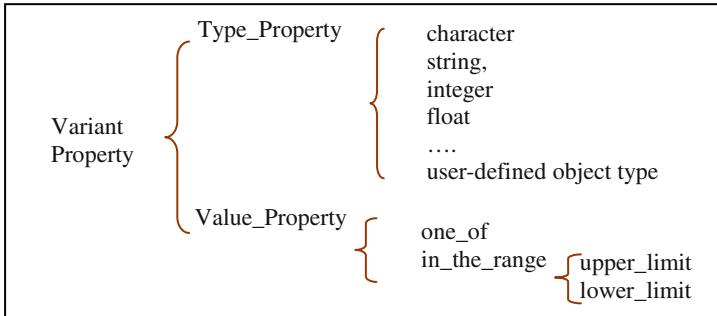 Type_Property
character
string,
integer
float
….
user-defined object type
Variant
Property
Value_Property
one_of
in_the_range
upper_limit
lower_limit